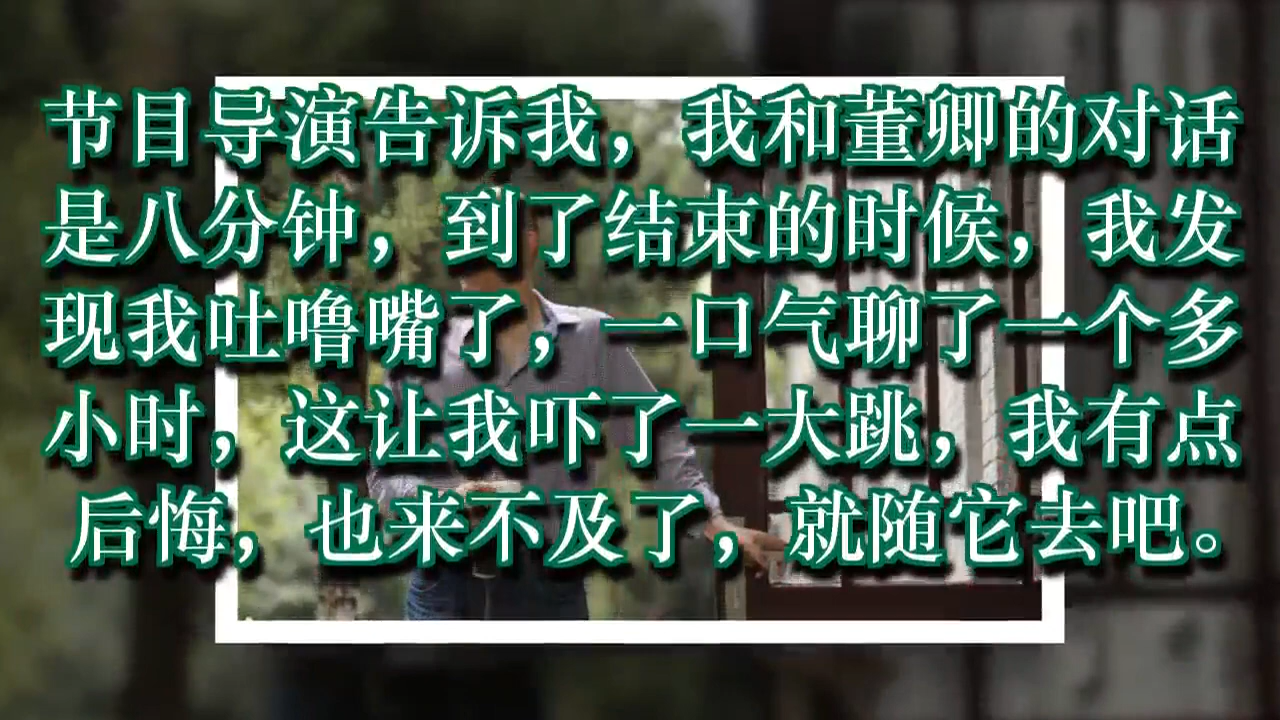 节目导演告诉我，我和董卿的对话
是八分钟，到了结束的时候，我发
现我吐噜嘴了，一口气聊了一个多
小时，这让我吓了一大跳，我有点
后悔，也来不及了，就随它去吧。